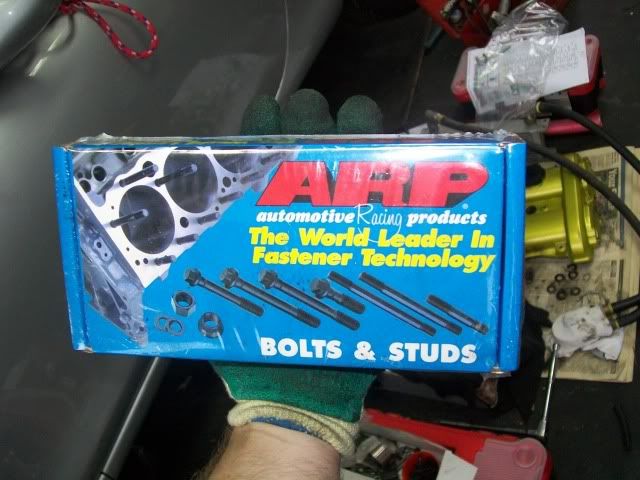 ARP
automotive Racing products
The World Leader In
Fastener Technology
BOLTS & STUDS